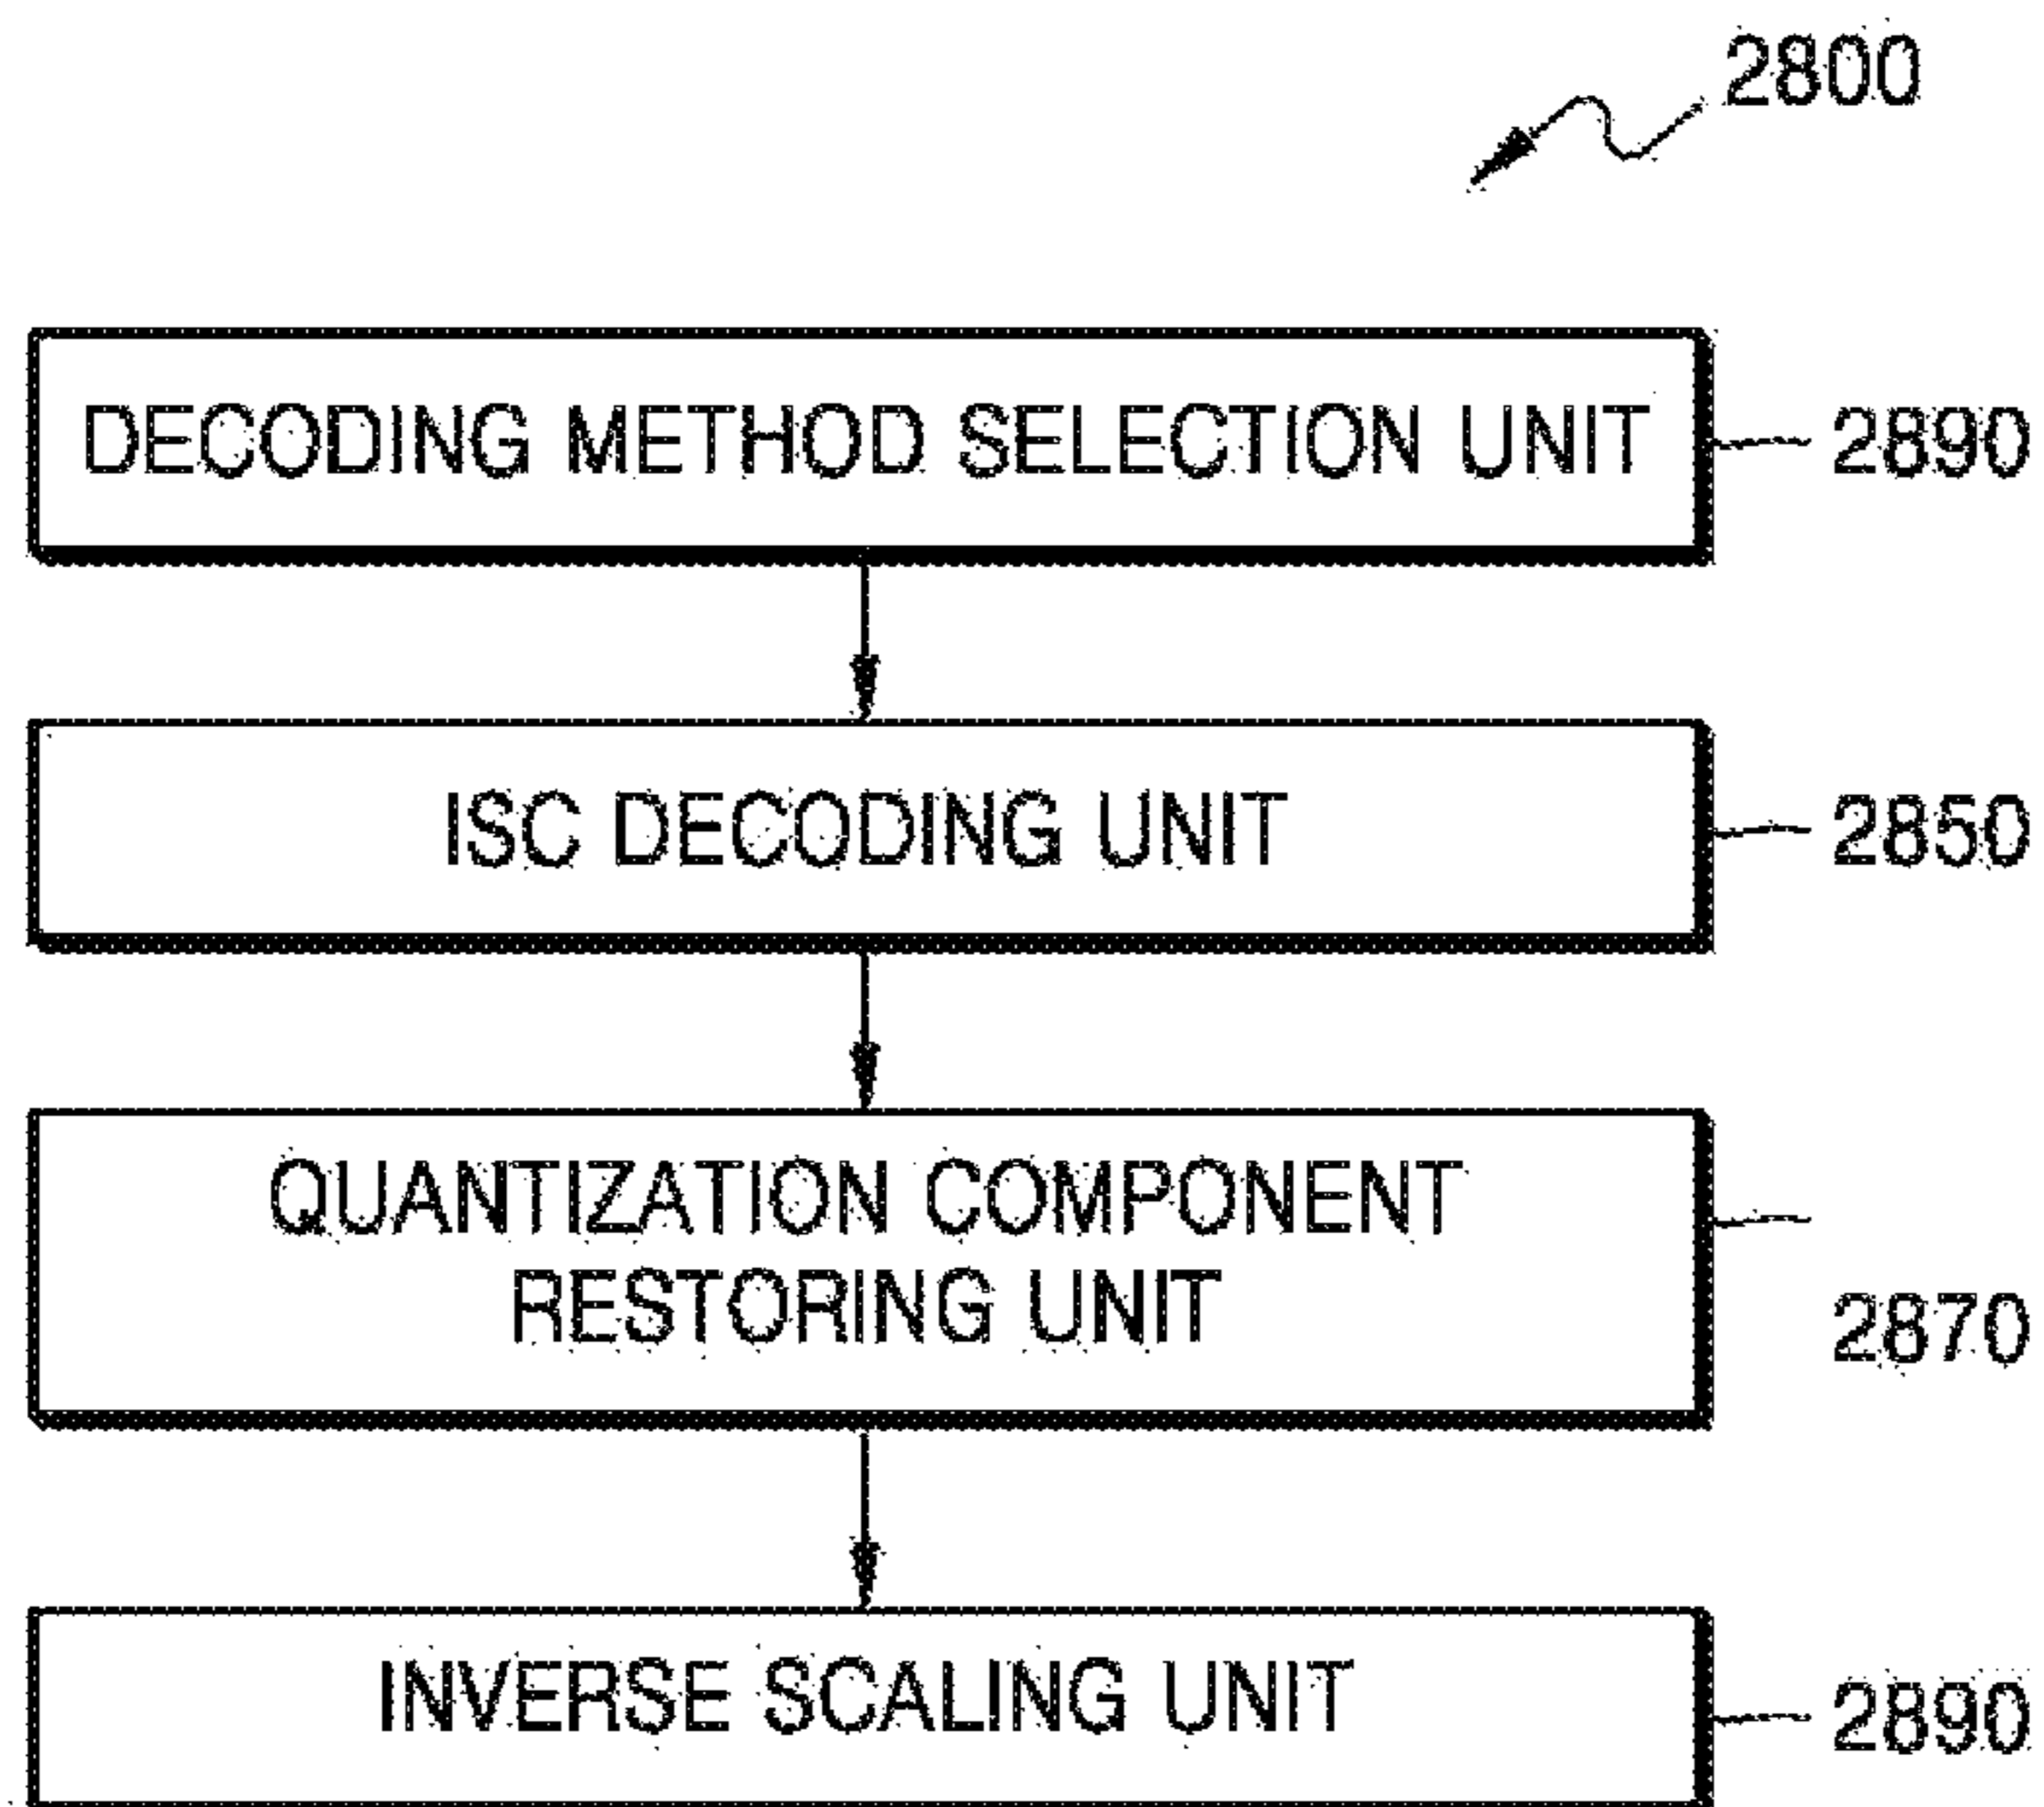 2800
DECODING METHOD SELECTION UNIT
2890
ISC DECODING UNIT
2850
QUANTIZATION COMPONENT
RESTORING UNIT
2870
INVERSE SCALING UNIT
2890